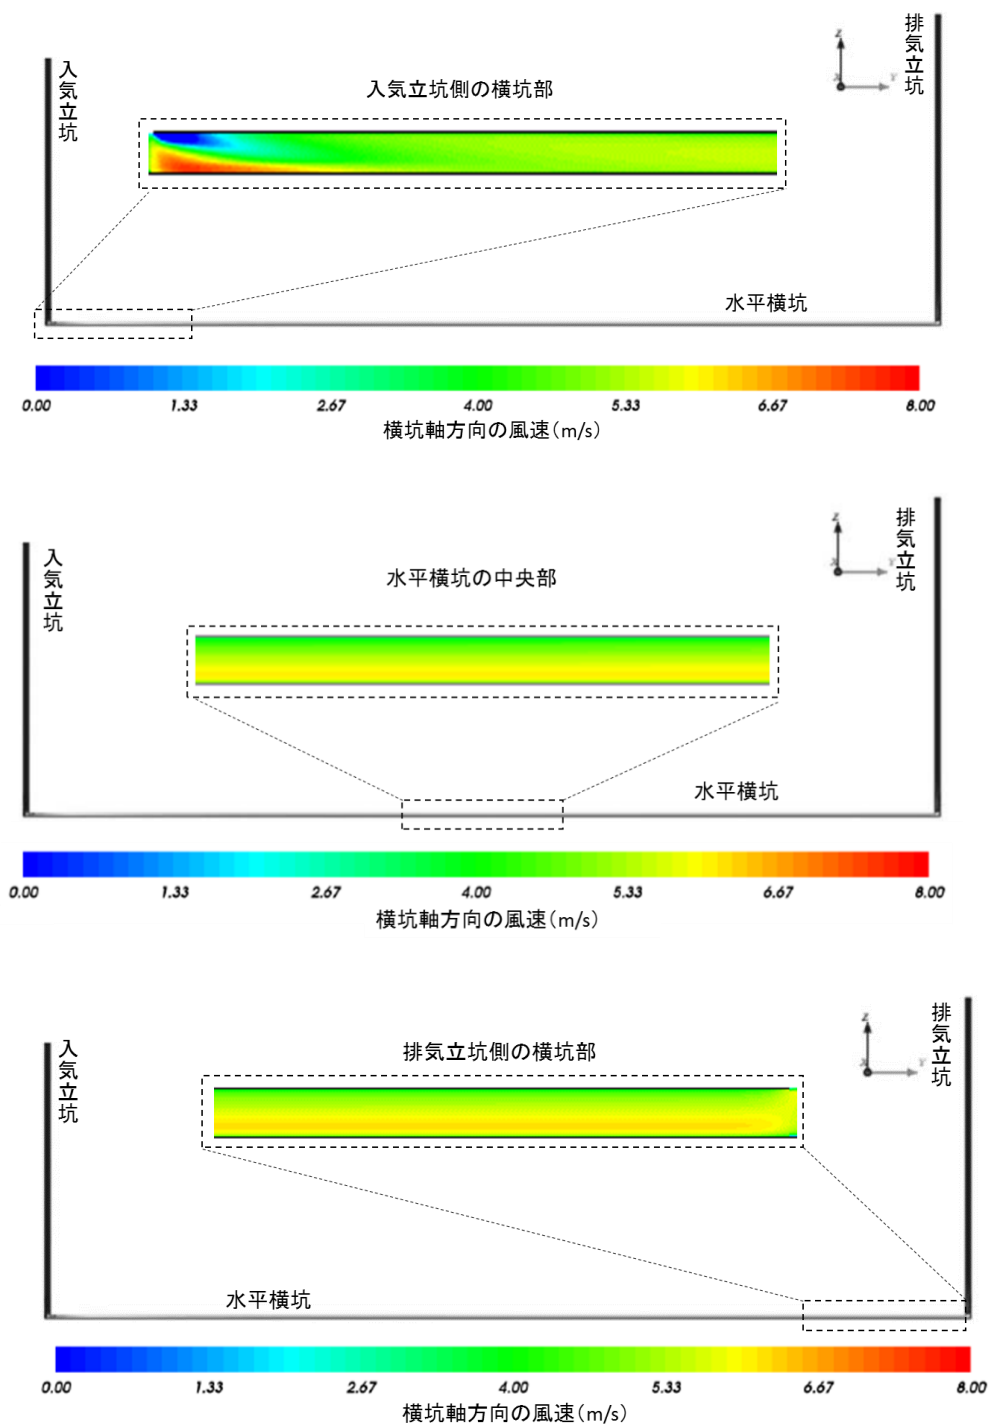 入気立坑
排気立坑
Z
X
Y
入気立坑側の横坑部
水平横坑
0.00 1.33 2.67 4.00 5.33 6.67 8.00
横坑軸方向の風速(m/s)
入気立坑
排気立坑
Z
X
Y
水平横坑の中央部
水平横坑
0.00 1.33 2.67 4.00 5.33 6.67 8.00
横坑軸方向の風速(m/s)
入気立坑
排気立坑
Z
X
Y
排気立坑側の横坑部
水平横坑
0.00 1.33 2.67 4.00 5.33 6.67 8.00
横坑軸方向の風速(m/s)